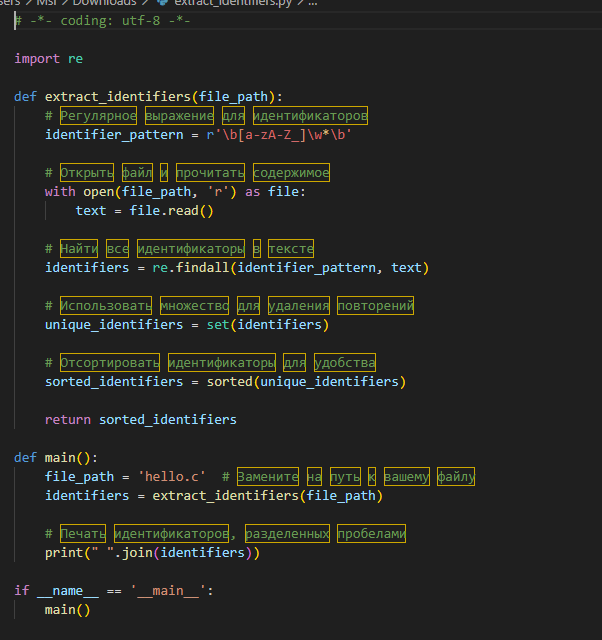 sers > MSI > Downloads > extract_identifiers.py > ...
# -*- coding: utf-8 -*-
import re
def extract_identifiers(file_path):
# Регулярное выражение для идентификаторов
identifier_pattern = r'\b[a-zA-Z_]\w*\b'
# Открыть файл и прочитать содержимое
with open(file_path, 'r') as file:
text = file.read()
# Найти все идентификаторы в тексте
identifiers = re.findall(identifier_pattern, text)
# Использовать множество для удаления повторений
unique_identifiers = set(identifiers)
# Отсортировать идентификаторы для удобства
sorted_identifiers = sorted(unique_identifiers)
return sorted_identifiers
def main():
file_path = 'hello.c' # Замените на путь к вашему файлу
identifiers = extract_identifiers(file_path)
# Печать идентификаторов, разделенных пробелами
print(" ".join(identifiers))
if __name__ == '__main__':
main()